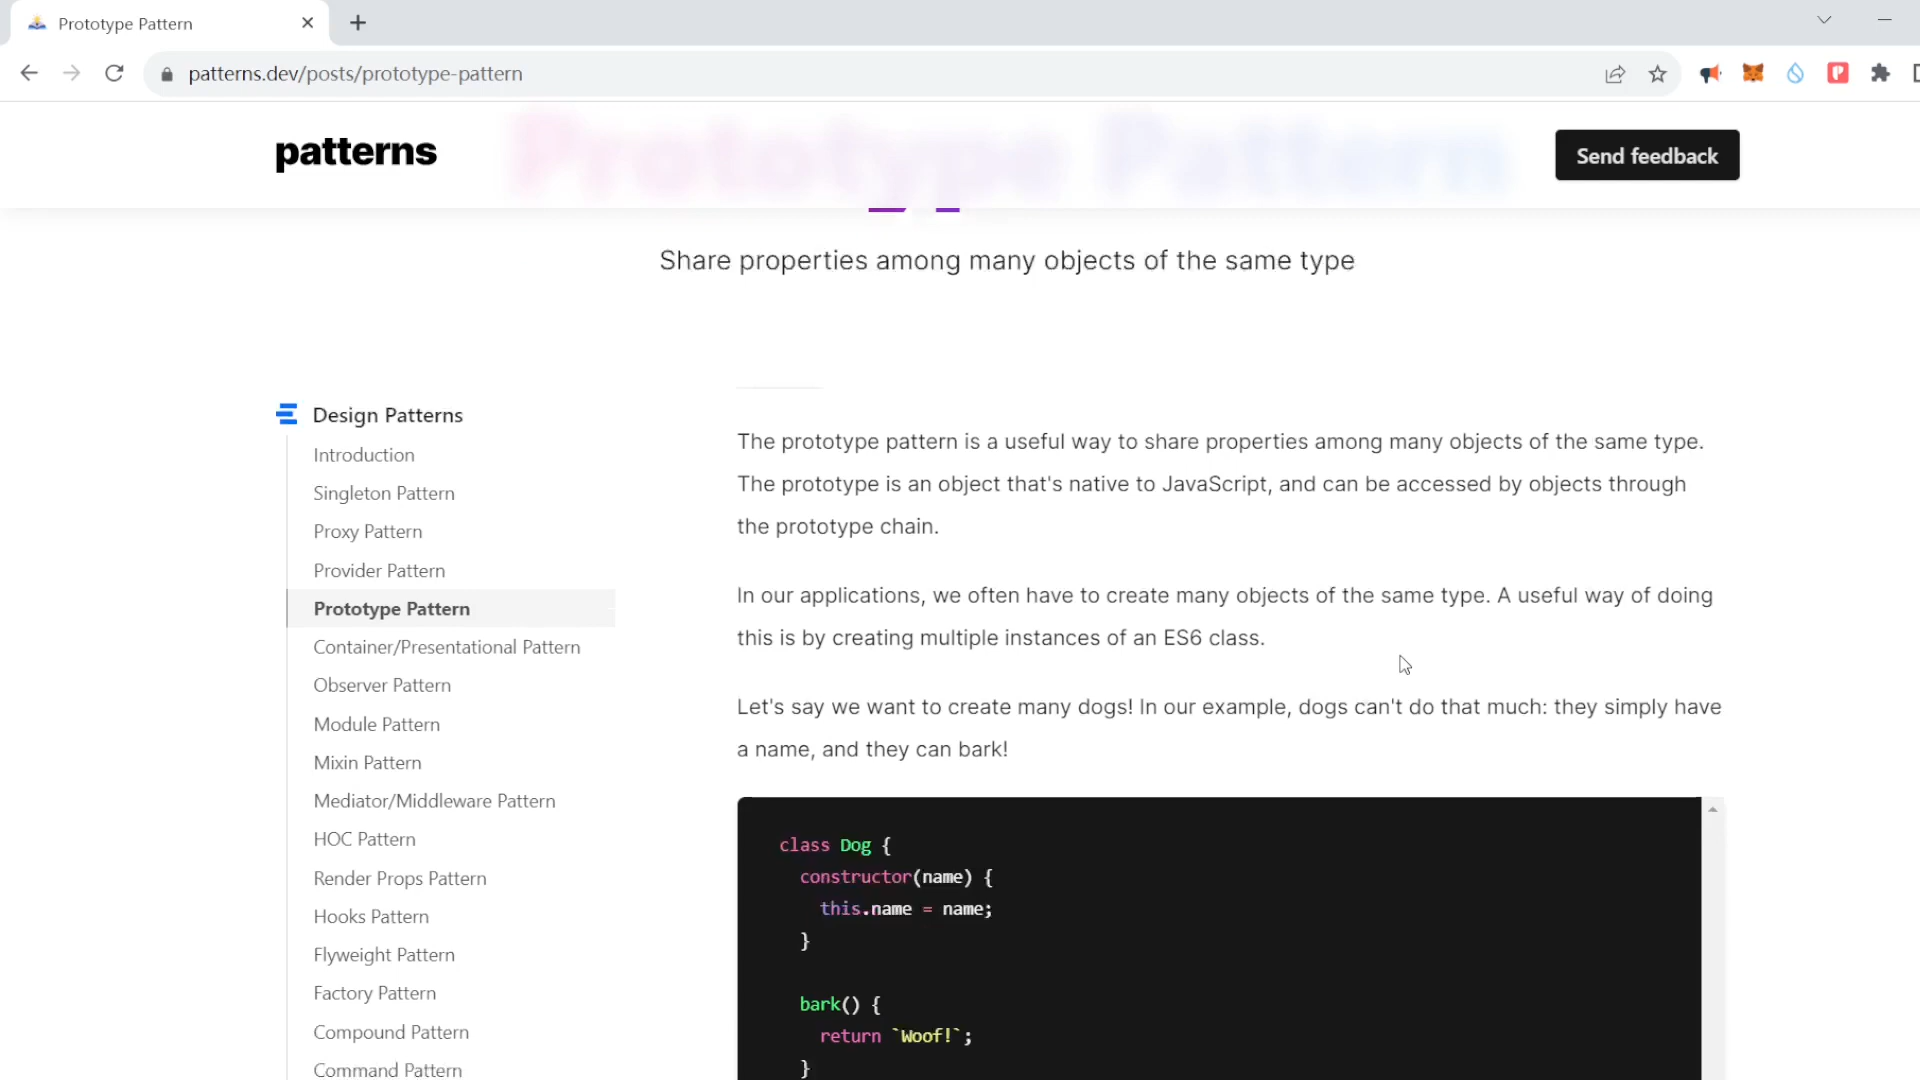 Prototype Pattern
patterns.dev/posts/prototype-pattern
patterns
Prototype Pattern
Send feedback
Share properties among many objects of the same type
Design Patterns
Introduction
Singleton Pattern
Proxy Pattern
Provider Pattern
Prototype Pattern
Container/Presentational Pattern
Observer Pattern
Module Pattern
Mixin Pattern
Mediator/Middleware Pattern
HOC Pattern
Render Props Pattern
Hooks Pattern
Flyweight Pattern
Factory Pattern
Compound Pattern
Command Pattern
The prototype pattern is a useful way to share properties among many objects of the same type.
The prototype is an object that's native to JavaScript, and can be accessed by objects through
the prototype chain.
In our applications, we often have to create many objects of the same type. A useful way of doing
this is by creating multiple instances of an ES6 class.
Let's say we want to create many dogs! In our example, dogs can't do that much: they simply have
a name, and they can bark!
class Dog {
constructor(name) {
this.name = name;
}
bark() {
return `Woof!`;
}